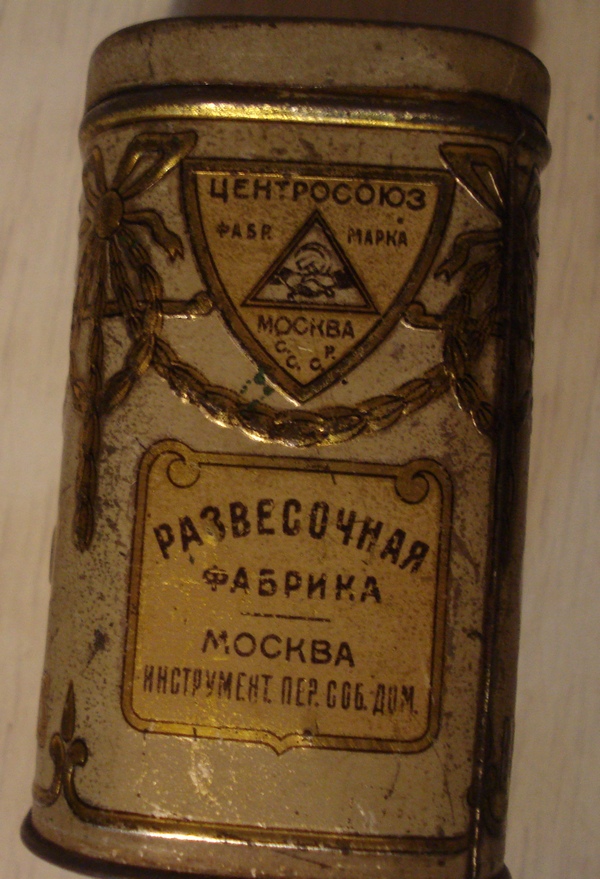 ЦЕНТРОСОЮЗ
ФАБР. МАРКА
МОСКВА
С. С. С. Р.
РАЗВЕСОЧНАЯ
ФАБРИКА
МОСКВА
ИНСТРУМЕНТ. ПЕР. СОБ. ДОМ.